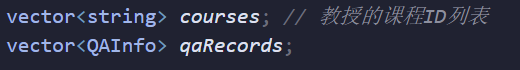 vector<string> courses; // 教授的课程ID列表
vector<QAInfo> qaRecords;